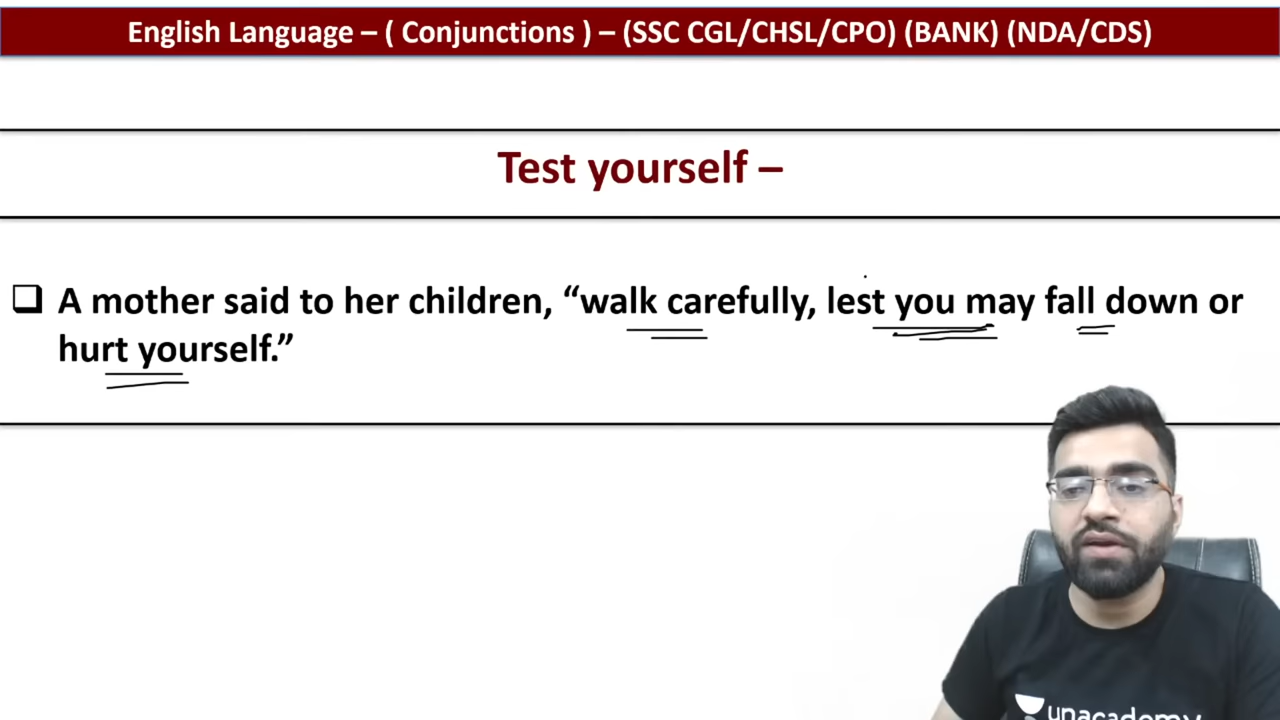 English Language – ( Conjunctions ) – (SSC CGL/CHSL/CPO) (BANK) (NDA/CDS)
Test yourself –
❑ A mother said to her children, “walk carefully, lest you may fall down or
hurt yourself.”
unacademy